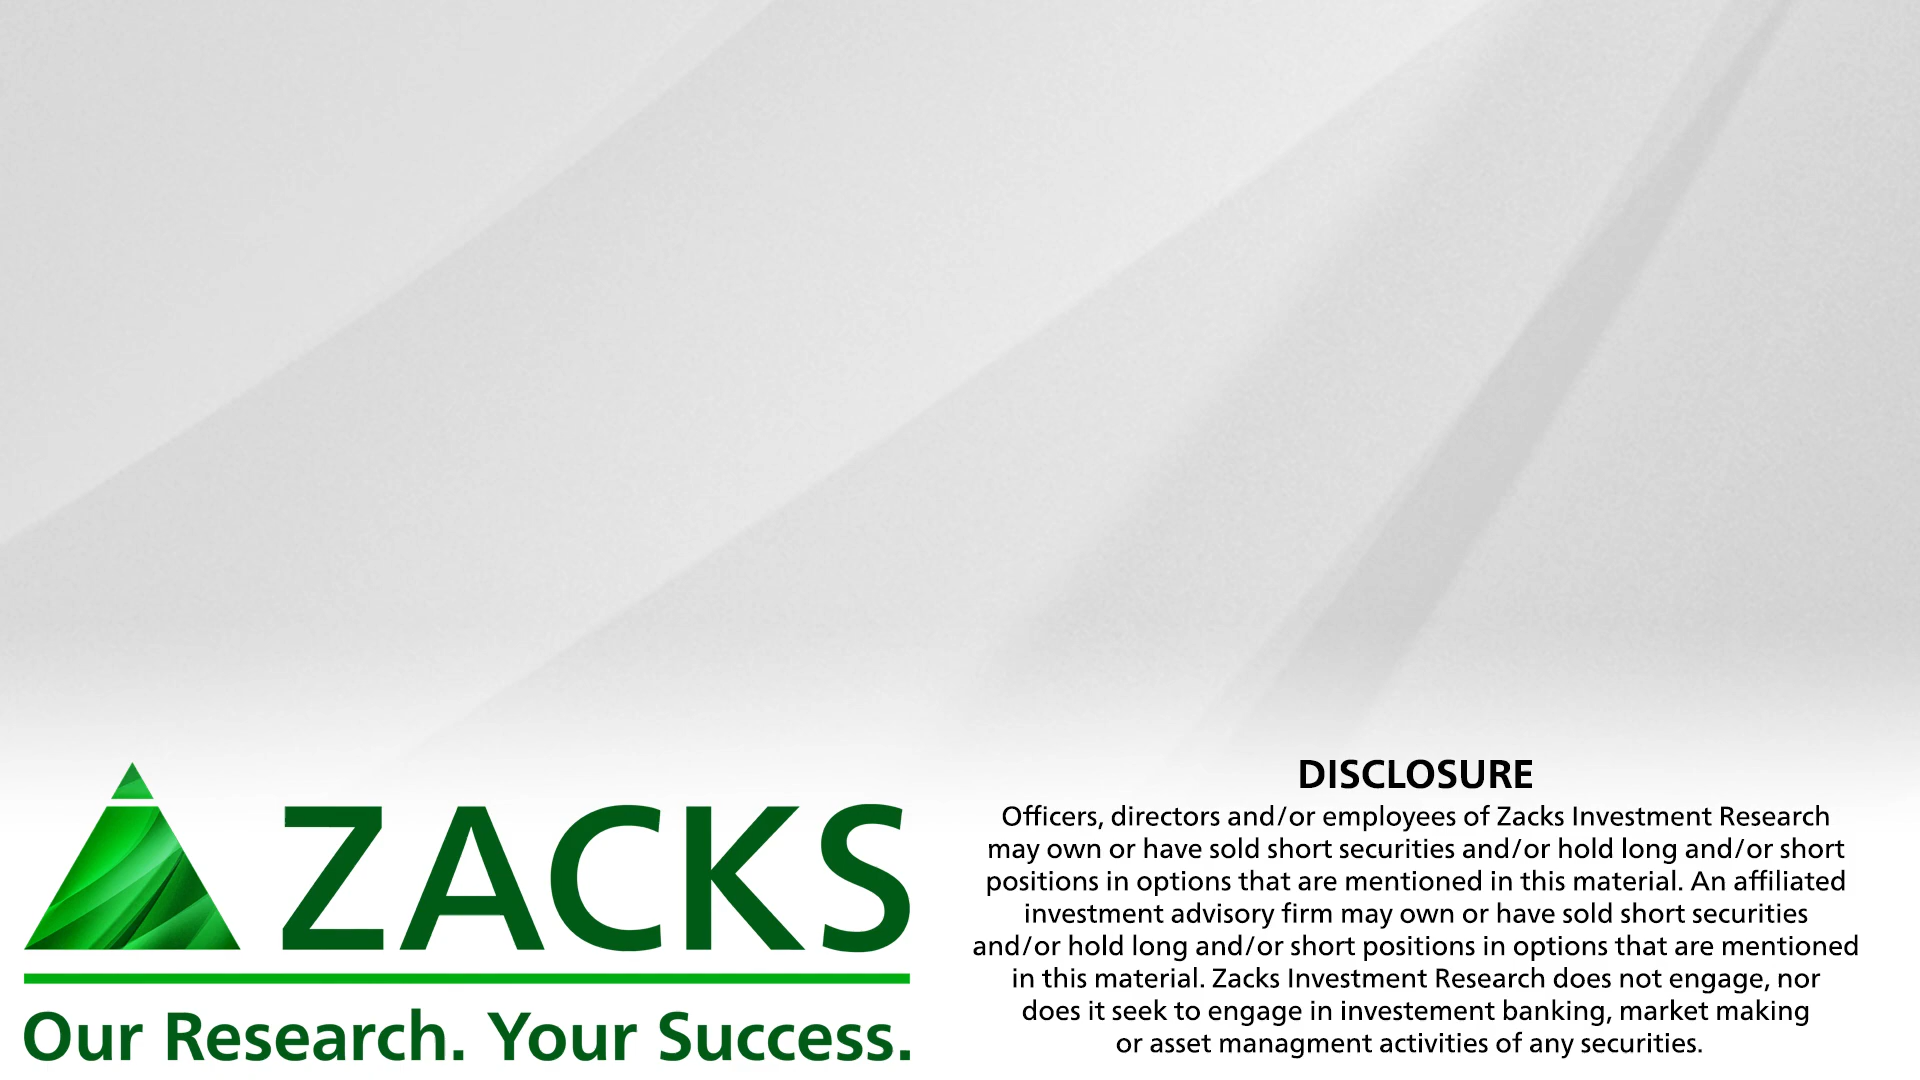 ZACKS
Our Research. Your Success.
DISCLOSURE
Officers, directors and/or employees of Zacks Investment Research
may own or have sold short securities and/or hold long and/or short
positions in options that are mentioned in this material. An affiliated
investment advisory firm may own or have sold short securities
and/or hold long and/or short positions in options that are mentioned
in this material. Zacks Investment Research does not engage, nor
does it seek to engage in investement banking, market making
or asset managment activities of any securities.